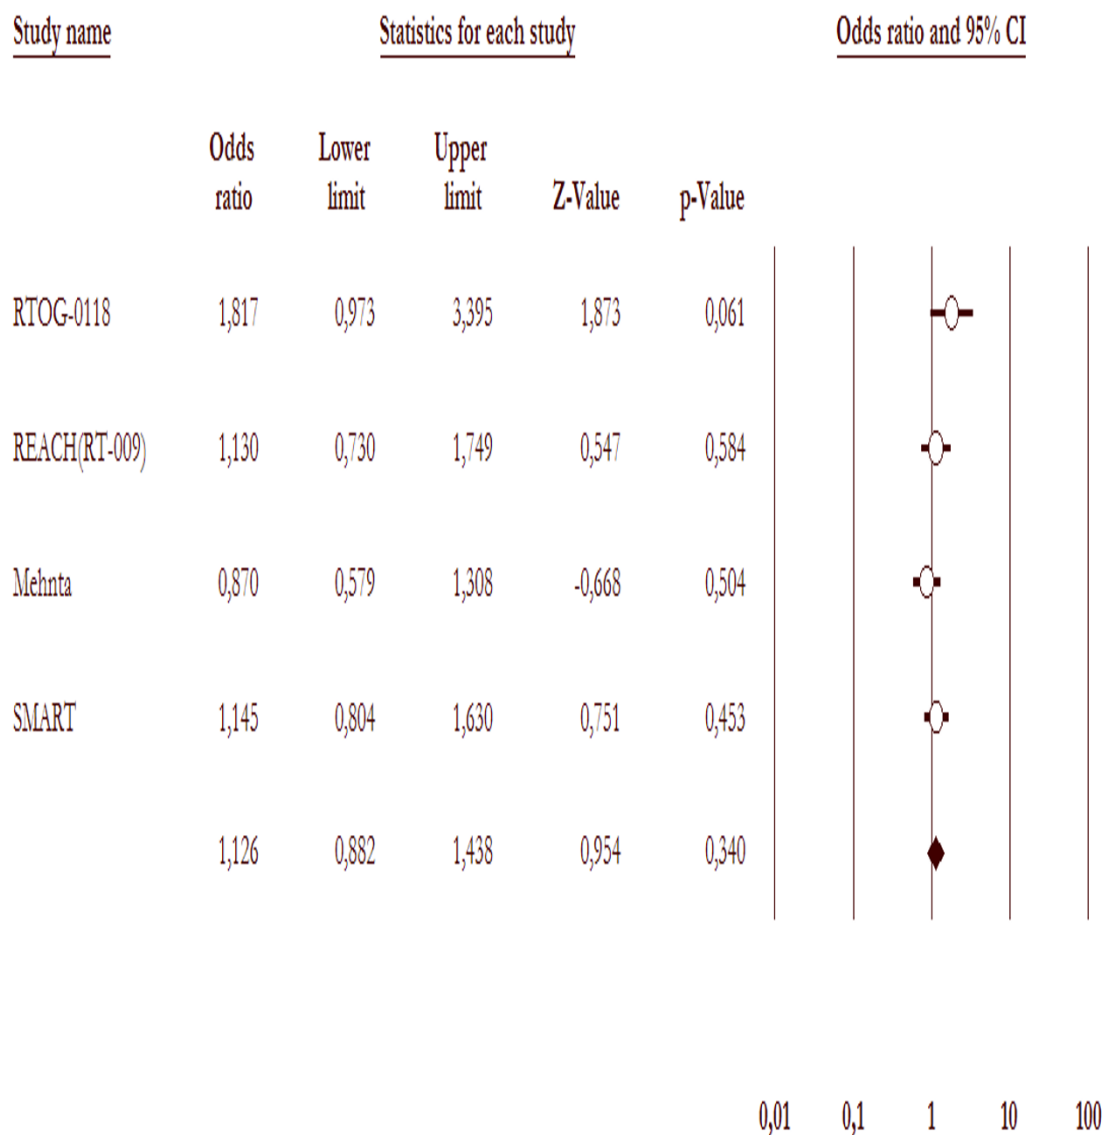 Study name Statistics for each study Odds ratio and 95% CI
Odds Lower Upper
ratio limit limit Z-Value p-Value
RTOG-0118 1,817 0,973 3,395 1,873 0,061
REACH(RT-009) 1,130 0,730 1,749 0,547 0,584
Mehnta 0,870 0,579 1,308 -0,668 0,504
SMART 1,145 0,804 1,630 0,751 0,453
1,126 0,882 1,438 0,954 0,340
0,01 0,1 1 10 100